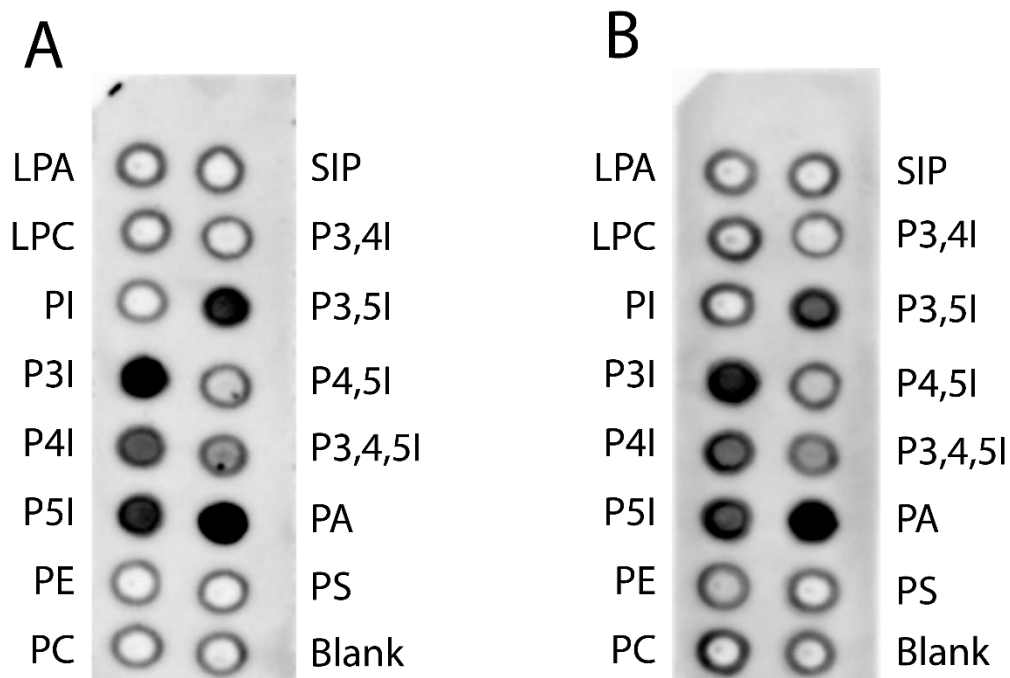 A
B
LPA
SIP
LPC
P3,4I
PI
P3,5I
P3I
P4,5I
P4I
P3,4,5I
P5I
PA
PE
PS
PC
Blank
LPA
SIP
LPC
P3,4I
PI
P3,5I
P3I
P4,5I
P4I
P3,4,5I
P5I
PA
PE
PS
PC
Blank